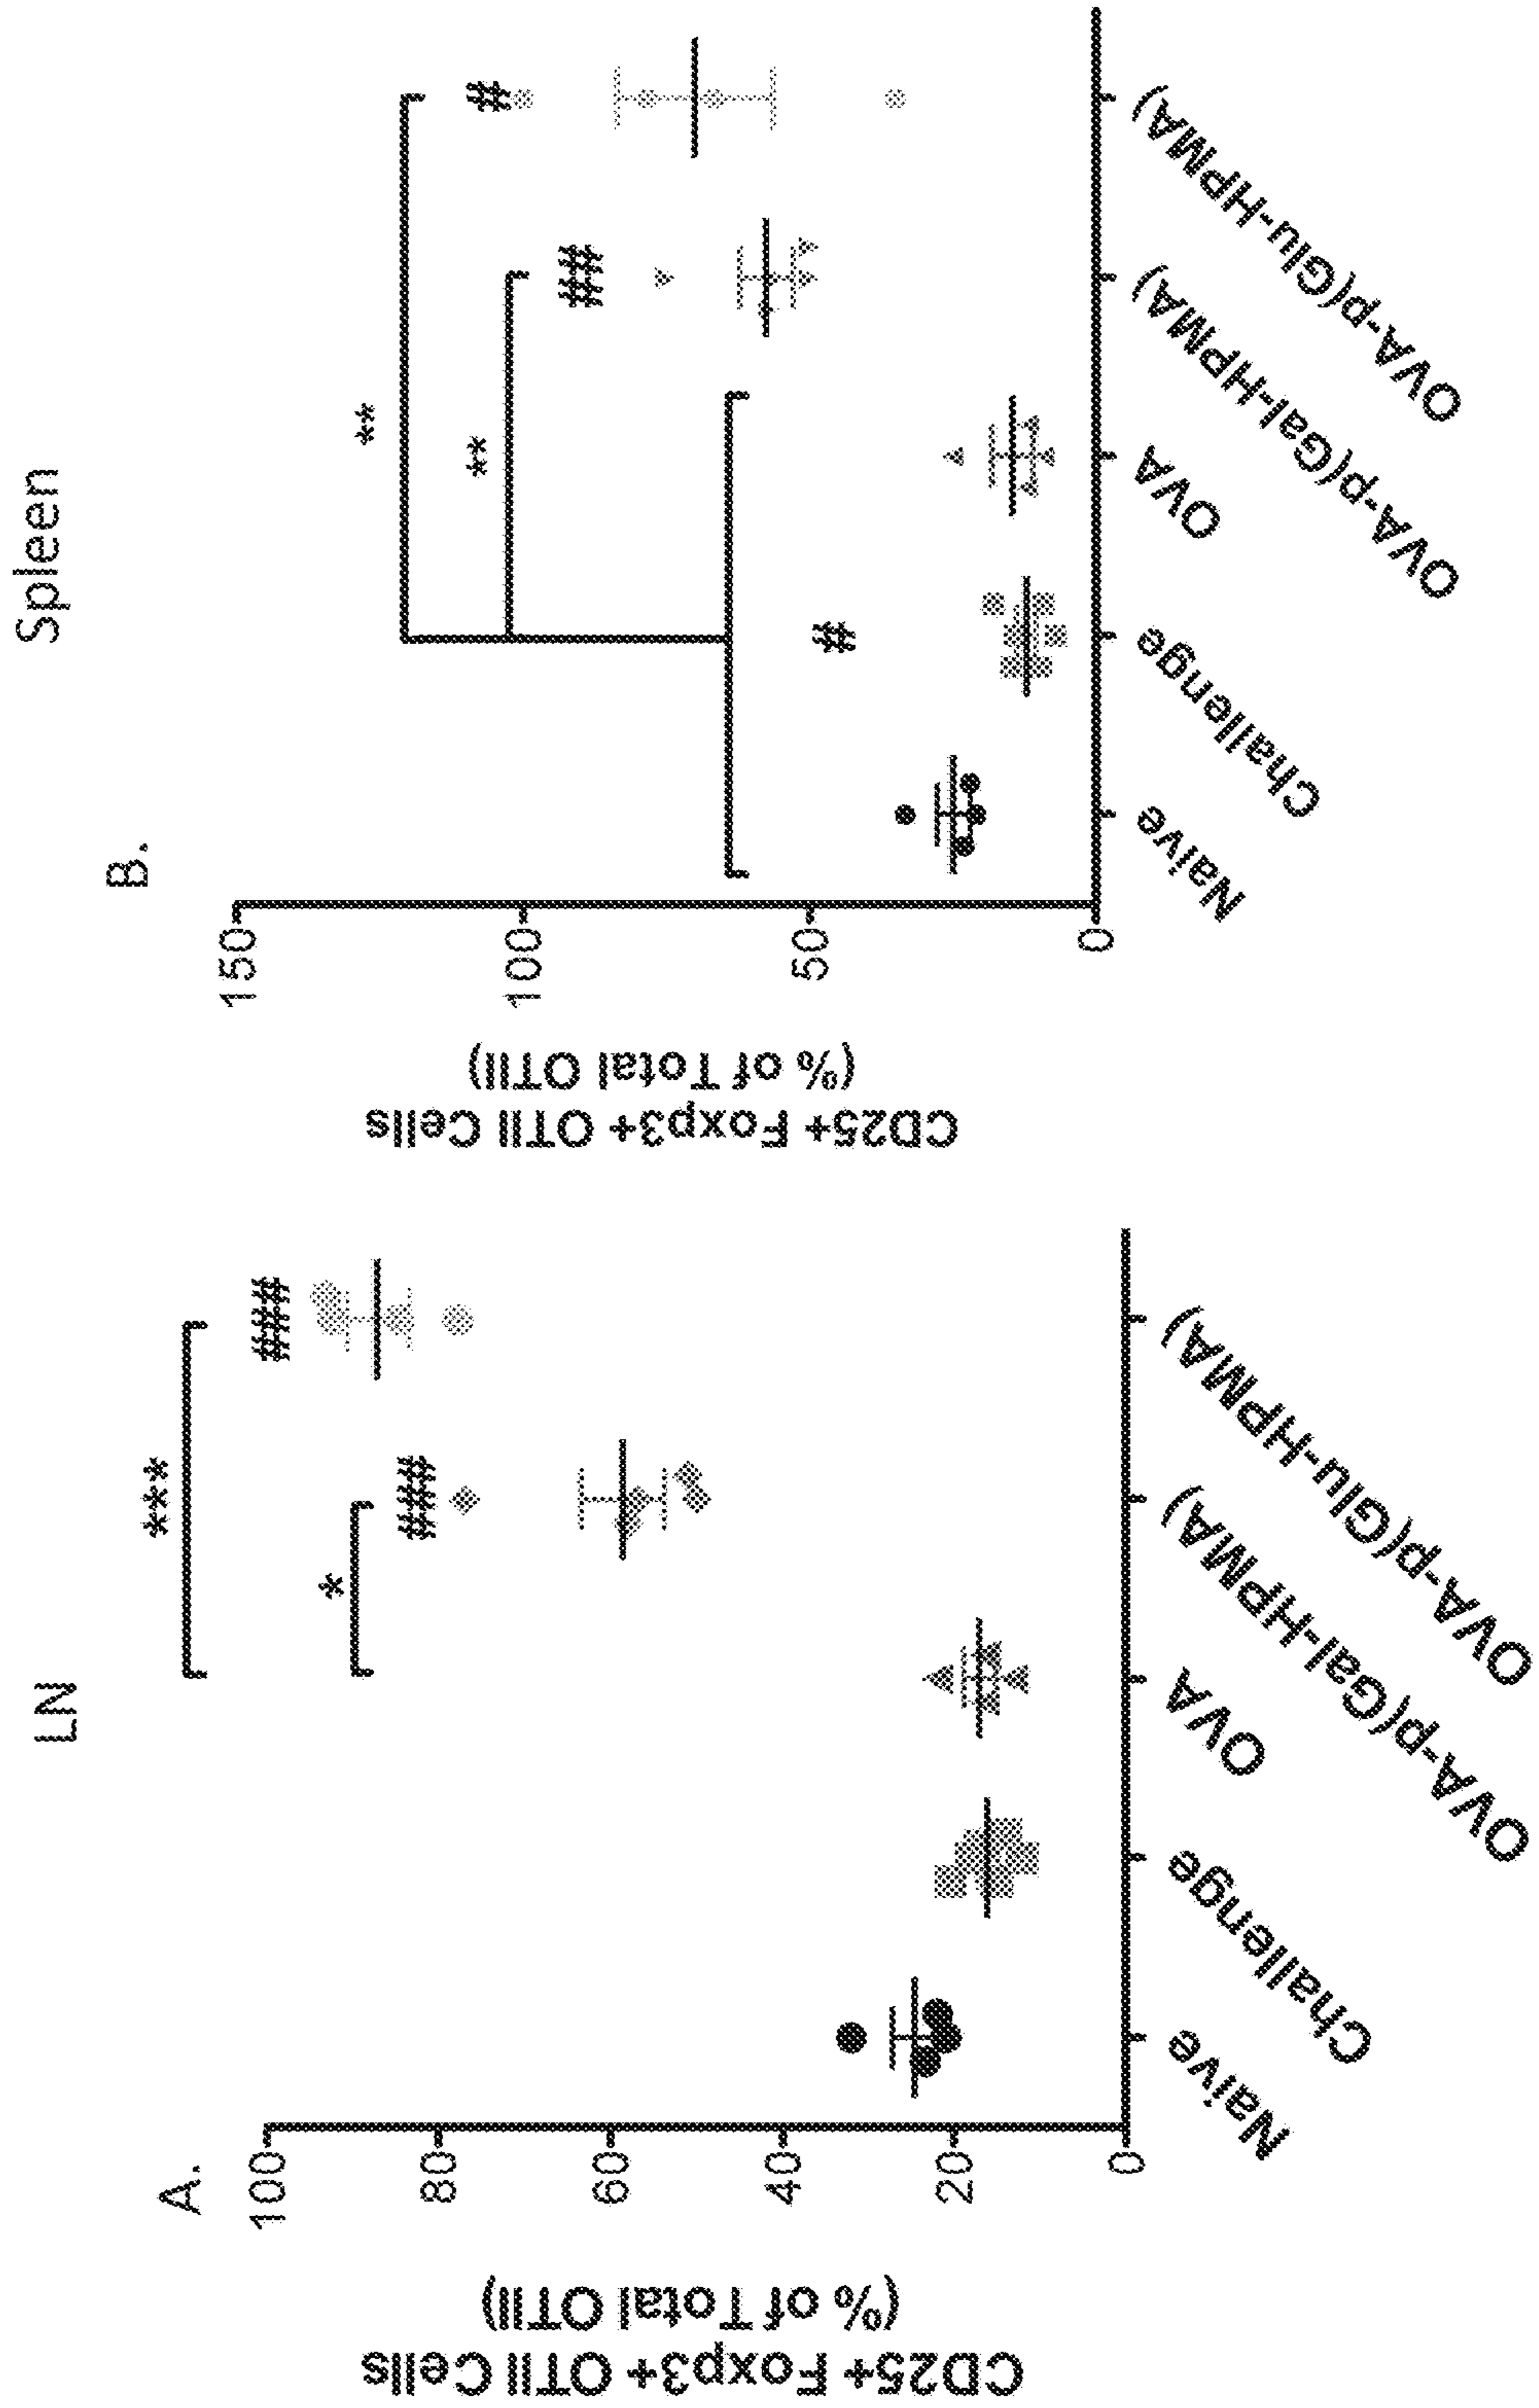 LN
A.
CD25+ Foxp3+ OTII Cells
(% of Total OTII)
100
80
60
40
20
0
***
*
###
###
Naive
Challenge
OVA
OVA-p(Gal-HPMA)
OVA-p(Glu-HPMA)
Spleen
B.
CD25+ Foxp3+ OTII Cells
(% of Total OTII)
150
100
50
0
**
**
#
##
#
Naive
Challenge
OVA
OVA-p(Gal-HPMA)
OVA-p(Glu-HPMA)